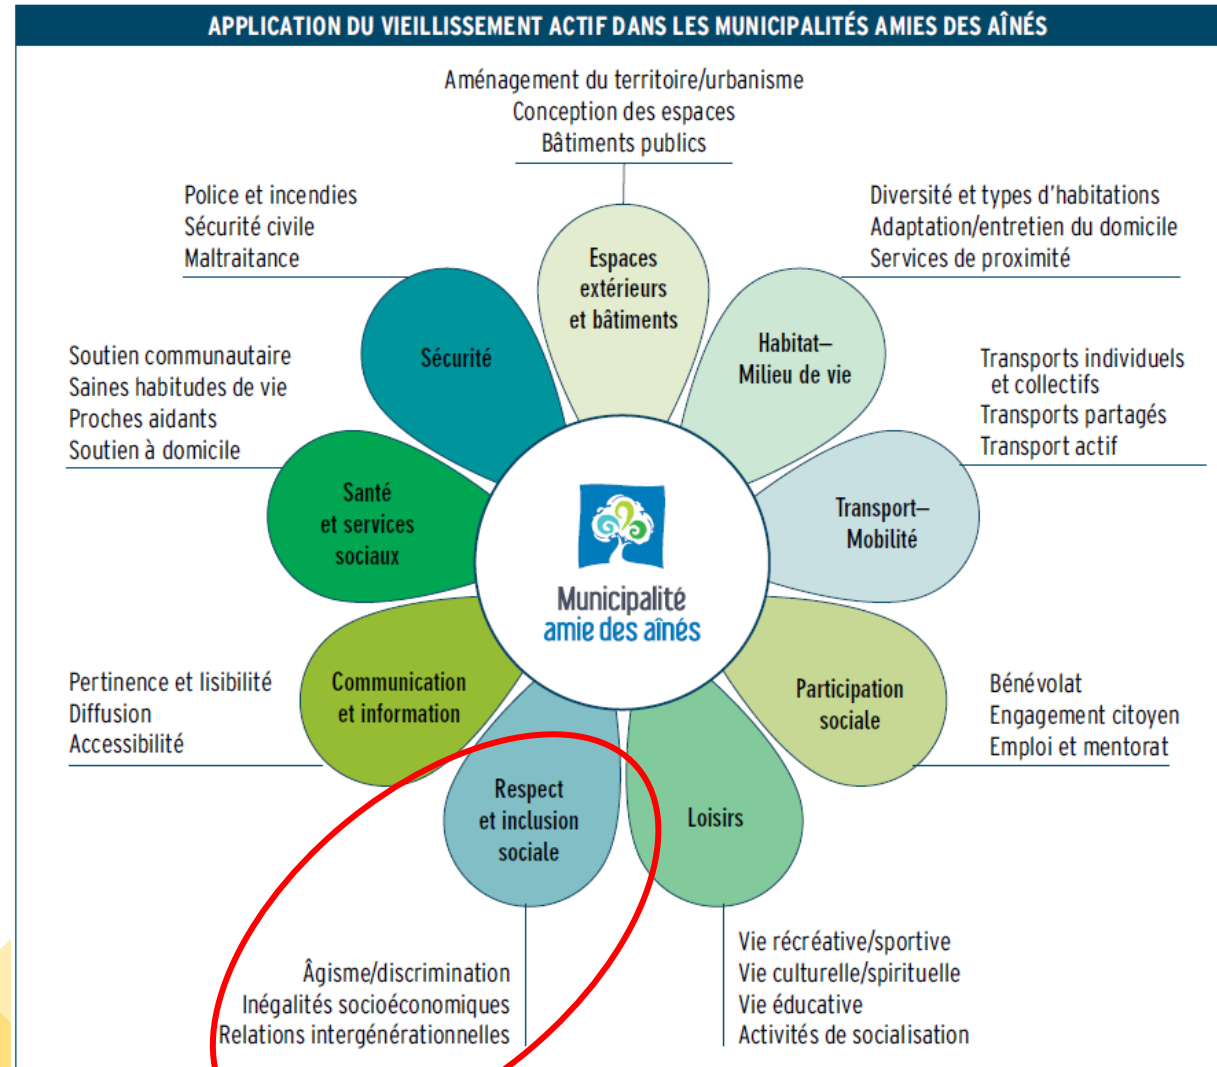 APPLICATION DU VIEILLISSEMENT ACTIF DANS LES MUNICIPALITÉS AMIES DES AÎNÉS
Aménagement du territoire/urbanisme
Conception des espaces
Bâtiments publics
Police et incendies
Sécurité civile
Maltraitance
Diversité et types d'habitations
Adaptation/entretien du domicile
Services de proximité
Espaces
extérieurs
et bâtiments
Sécurité
Habitat–
Milieu de vie
Soutien communautaire
Saines habitudes de vie
Proches aidants
Soutien à domicile
Transports individuels
et collectifs
Transports partagés
Transport actif
Santé
et services
sociaux
Transport–
Mobilité
Municipalité
amie des aînés
Pertinence et lisibilité
Diffusion
Accessibilité
Communication
et information
Participation
sociale
Bénévolat
Engagement citoyen
Emploi et mentorat
Respect
et inclusion
sociale
Loisirs
Âgisme/discrimination
Inégalités socioéconomiques
Relations intergénérationnelles
Vie récréative/sportive
Vie culturelle/spirituelle
Vie éducative
Activités de socialisation